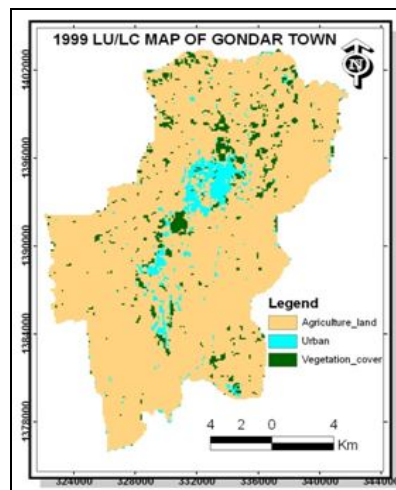 1999 LU/LC MAP OF GONDAR TOWN
N
1402000
1396000
1390000
1384000
1378000
Legend
Agriculture_land
Urban
Vegetation_cover
4 2 0 4
Km
324000 328000 332000 336000 340000 344000